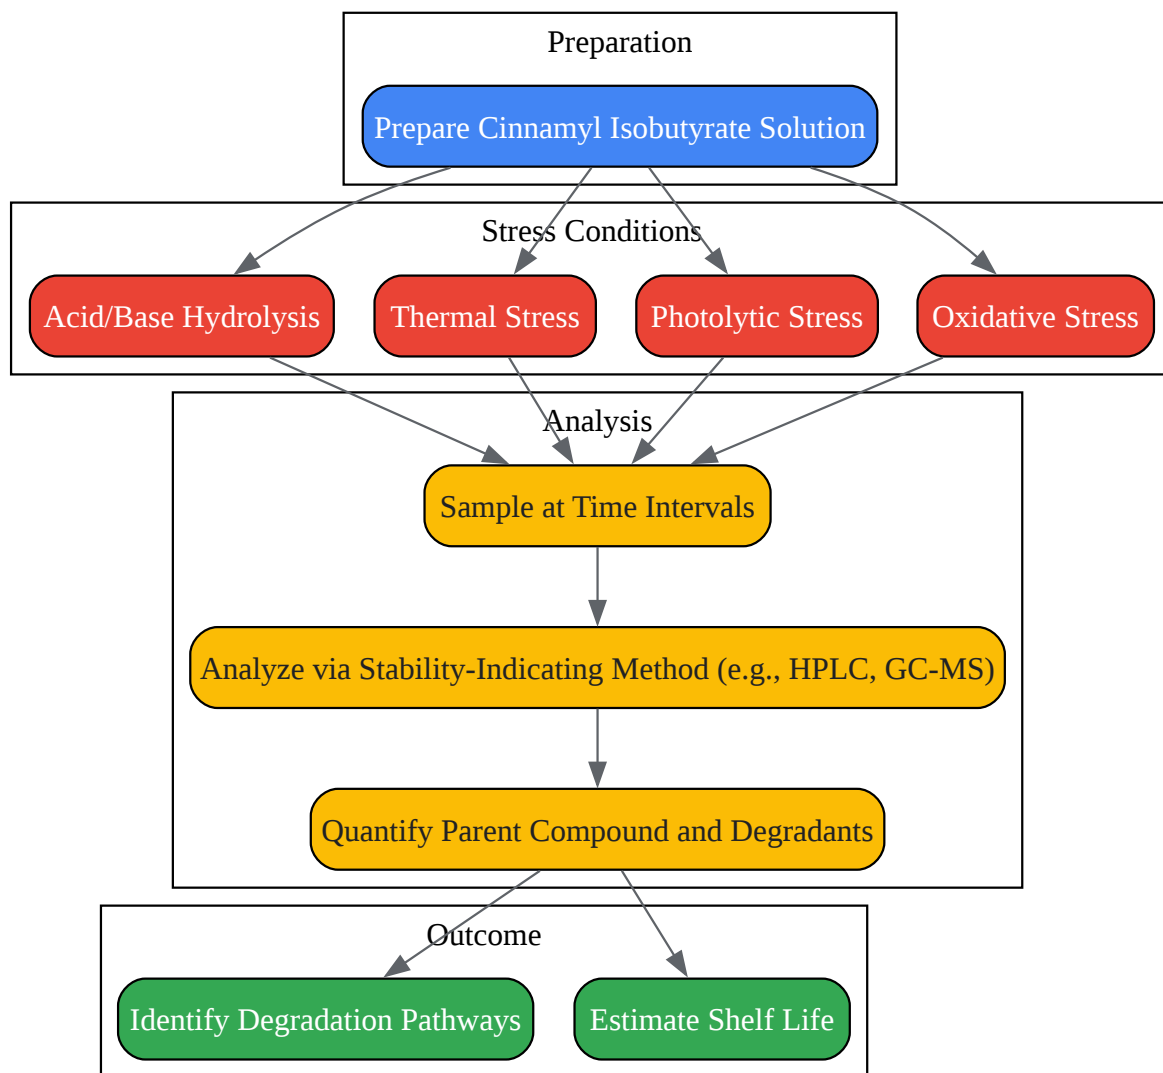 Preparation
Prepare Cinnamyl Isobutyrate Solution
Stress Conditions
Acid/Base Hydrolysis
Thermal Stress
Photolytic Stress
Oxidative Stress
Analysis
Sample at Time Intervals
Analyze via Stability-Indicating Method (e.g., HPLC, GC-MS)
Quantify Parent Compound and Degradants
Outcome
Identify Degradation Pathways
Estimate Shelf Life